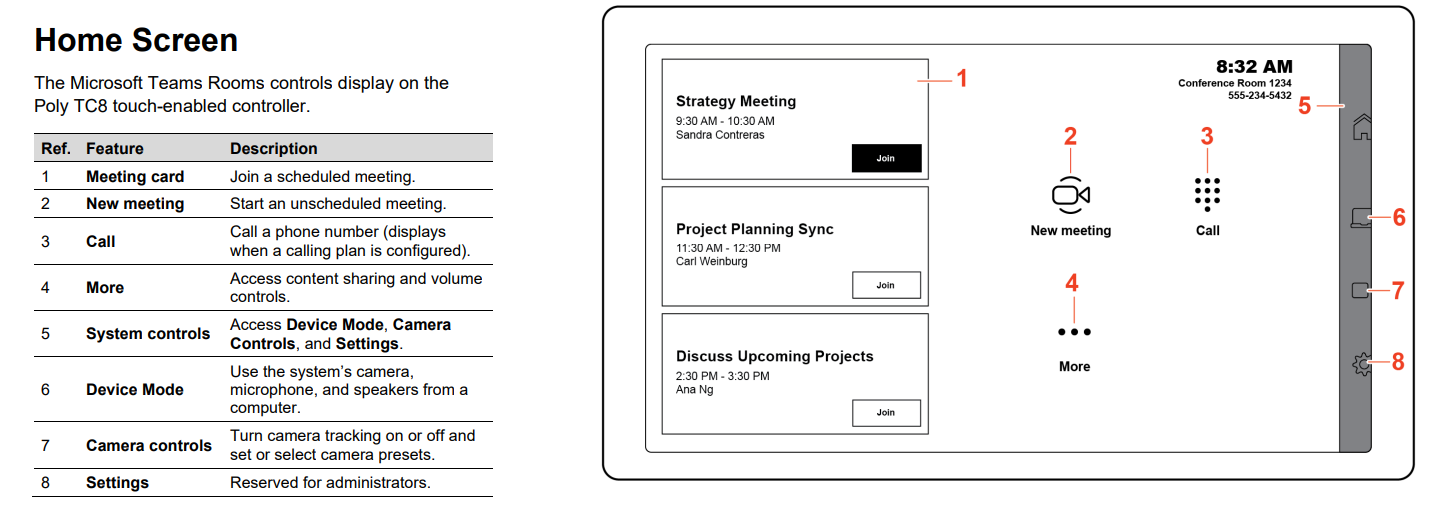 Home Screen
The Microsoft Teams Rooms controls display on the
Poly TC8 touch-enabled controller.
Ref. Feature Description
1 Meeting card Join a scheduled meeting.
2 New meeting Start an unscheduled meeting.
3 Call Call a phone number (displays
when a calling plan is configured).
4 More Access content sharing and volume
controls.
5 System controls Access Device Mode, Camera
Controls, and Settings.
6 Device Mode Use the system's camera,
microphone, and speakers from a
computer.
7 Camera controls Turn camera tracking on or off and
set or select camera presets.
8 Settings Reserved for administrators.
1
Strategy Meeting
9:30 AM - 10:30 AM
Sandra Contreras
Join
Project Planning Sync
11:30 AM - 12:30 PM
Carl Weinburg
Join
Discuss Upcoming Projects
2:30 PM - 3:30 PM
Ana Ng
Join
8:32 AM
Conference Room 1234
555-234-5432
5
2
New meeting
3
Call
4
More
6
7
8